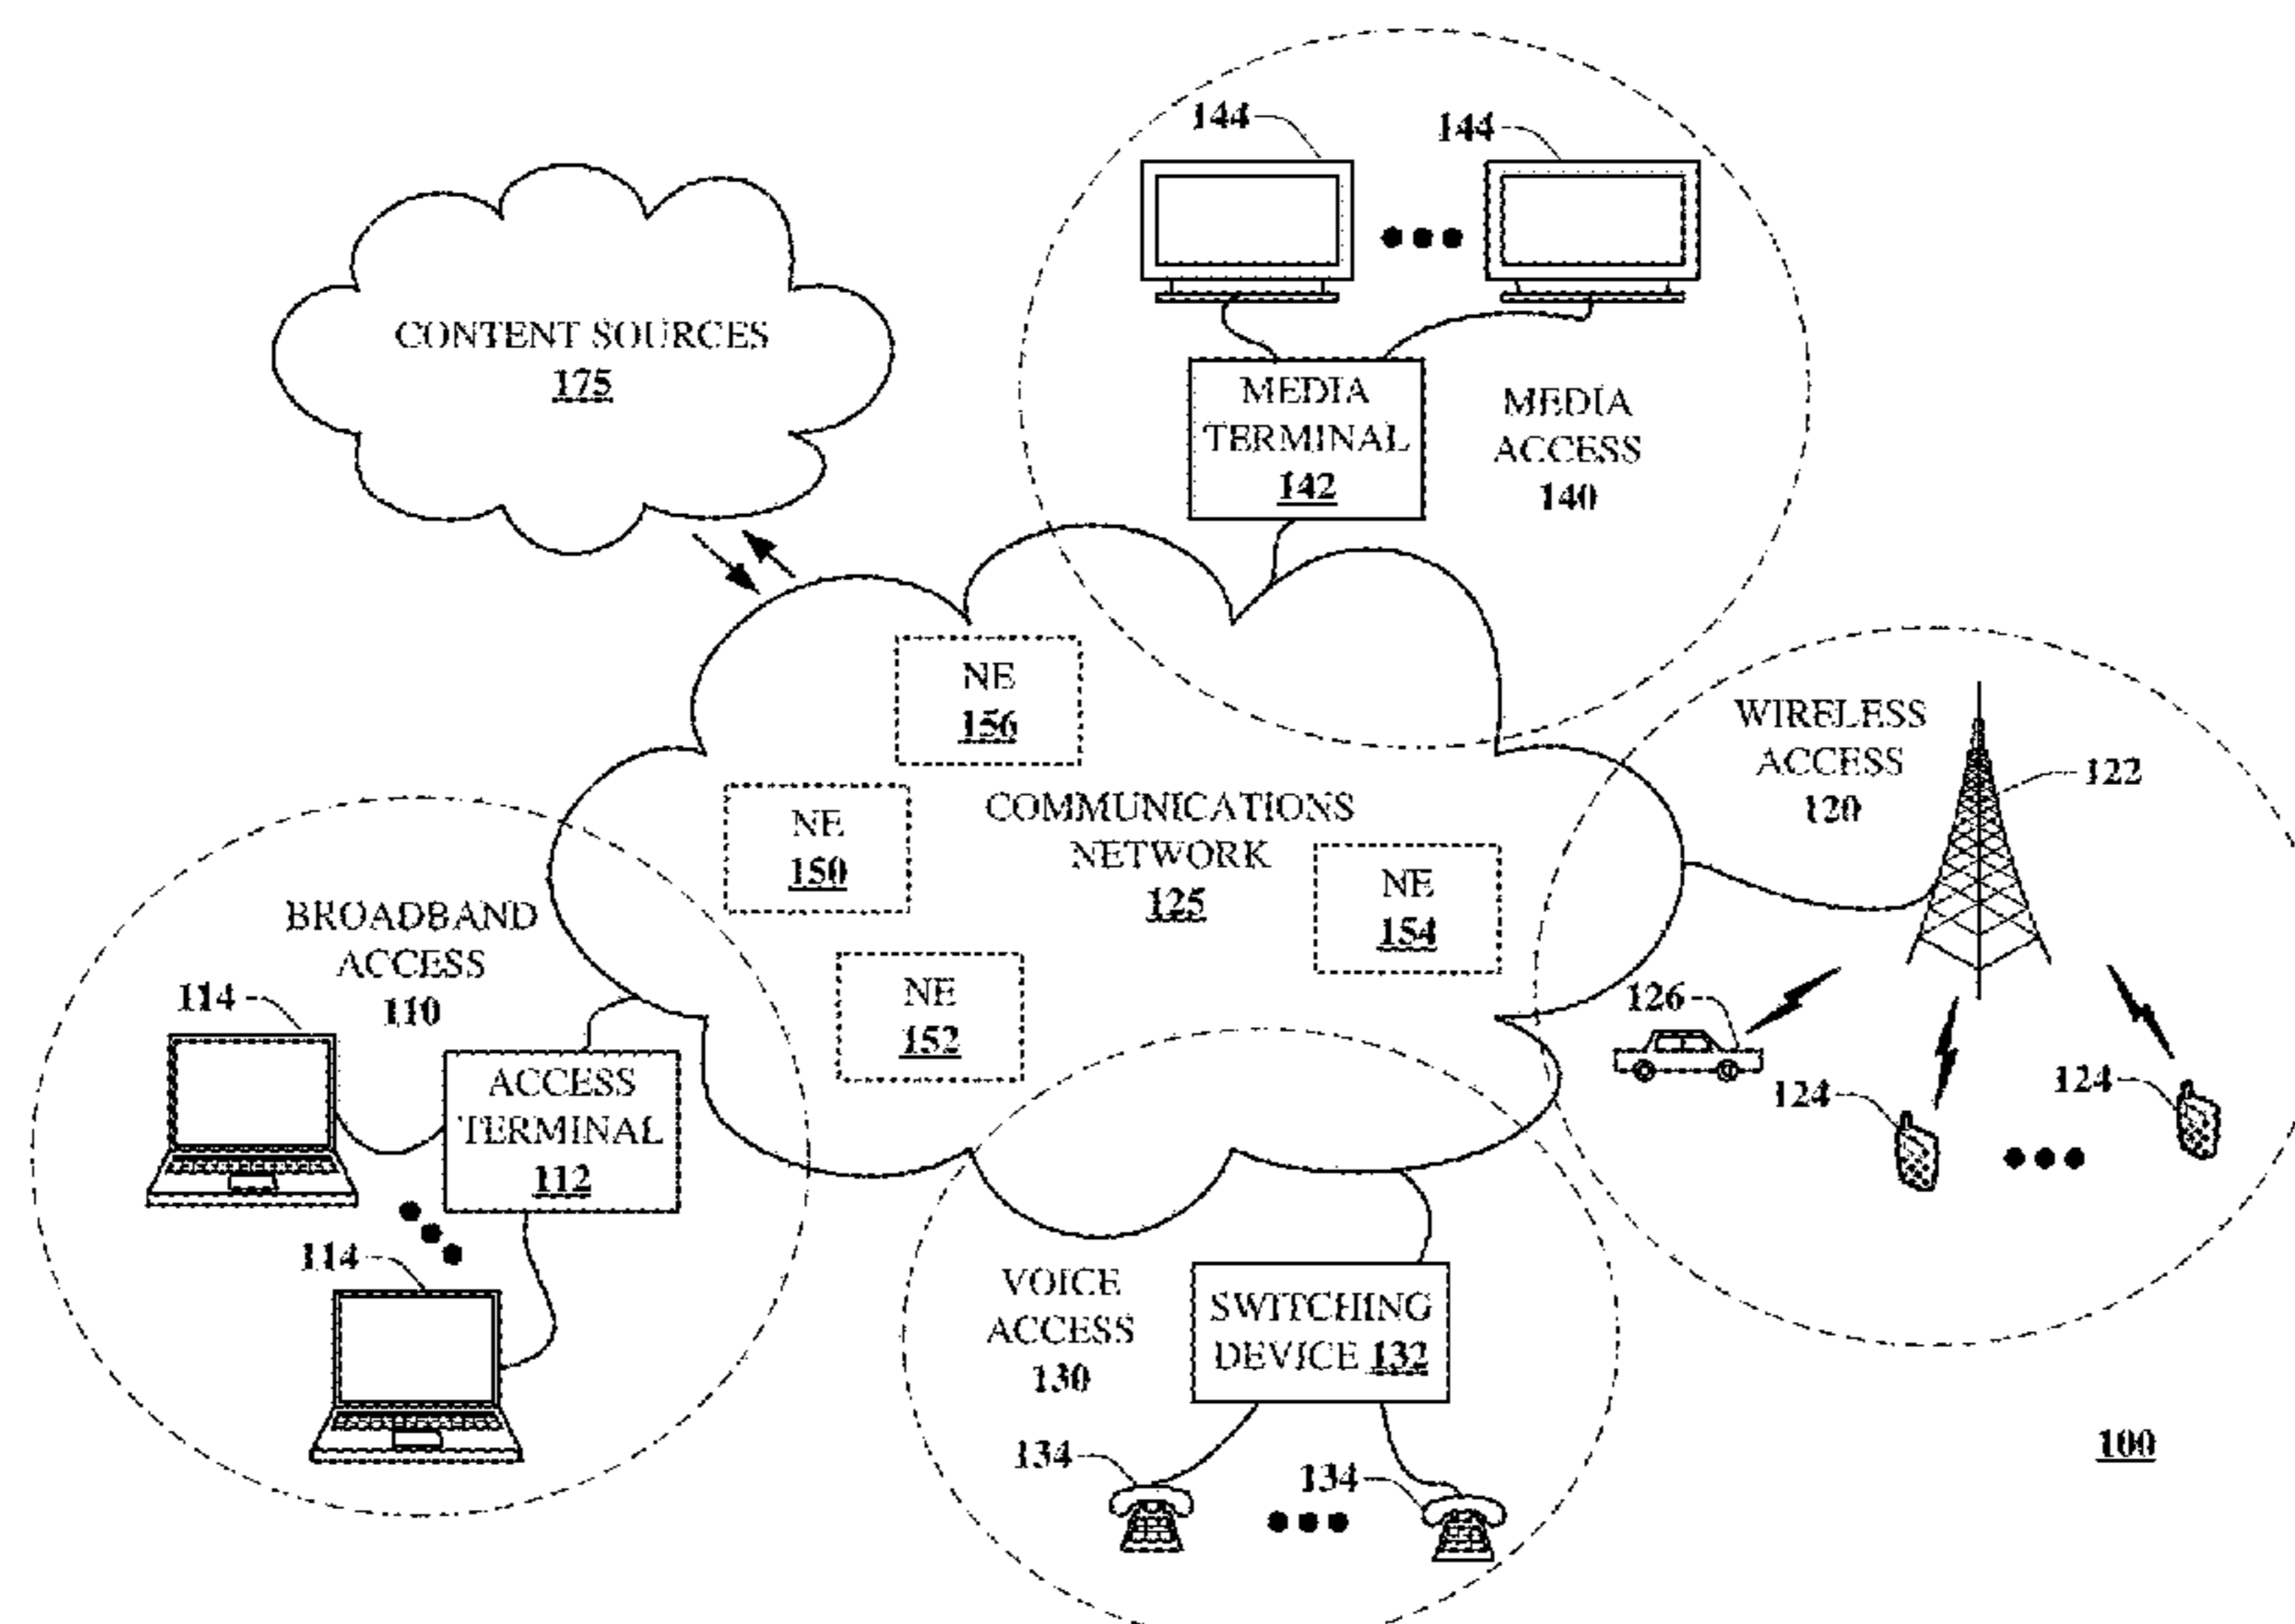 144
144
CONTENT SOURCES
175
MEDIA
TERMINAL
142
MEDIA
ACCESS
140
NE
156
WIRELESS
ACCESS
120
122
NE
150
COMMUNICATIONS
NETWORK
125
NE
154
BROADBAND
ACCESS
110
114
NE
152
126
124
124
ACCESS
TERMINAL
112
114
VOICE
ACCESS
130
SWITCHING
DEVICE 132
134
134
100